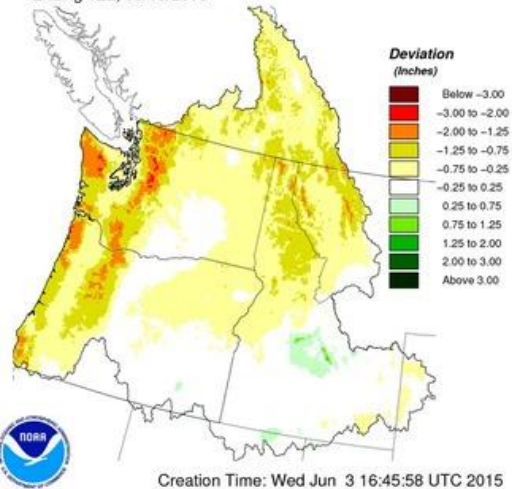 Deviation
(Inches)
Below -3.00
-3.00 to -2.00
-2.00 to -1.25
-1.25 to -0.75
-0.75 to -0.25
-0.25 to 0.25
0.25 to 0.75
0.75 to 1.25
1.25 to 2.00
2.00 to 3.00
Above 3.00
NOAA
Creation Time: Wed Jun 3 16:45:58 UTC 2015